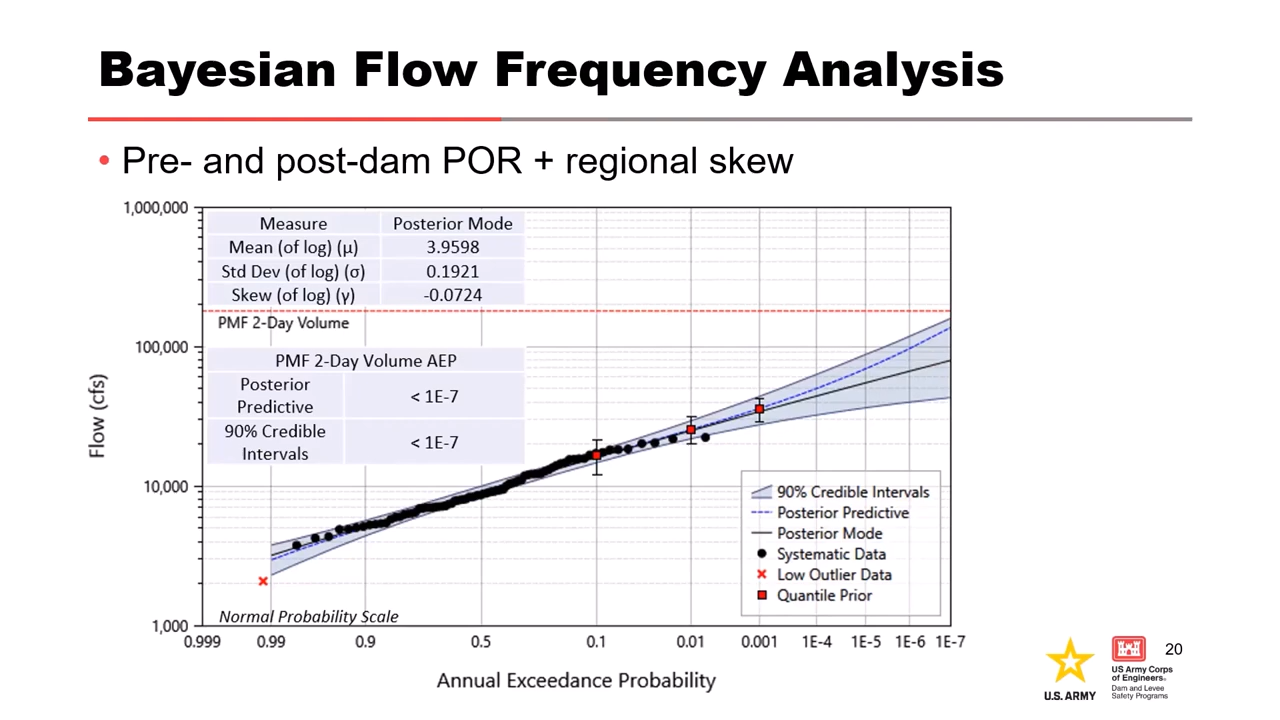 Bayesian Flow Frequency Analysis
• Pre- and post-dam POR + regional skew
1,000,000
100,000
10,000
1,000
Flow (cfs)
Measure Posterior Mode
Mean (of log) (μ) 3.9598
Std Dev (of log) (σ) 0.1921
Skew (of log) (γ) -0.0724
PMF 2-Day Volume
PMF 2-Day Volume AEP
Posterior Predictive < 1E-7
90% Credible Intervals < 1E-7
90% Credible Intervals
Posterior Predictive
Posterior Mode
Systematic Data
Low Outlier Data
Quantile Prior
Normal Probability Scale
0.999 0.99 0.9 0.5 0.1 0.01 0.001 1E-4 1E-5 1E-6 1E-7
Annual Exceedance Probability
U.S. ARMY
US Army Corps
of Engineers®
Dam and Levee
Safety Programs
20